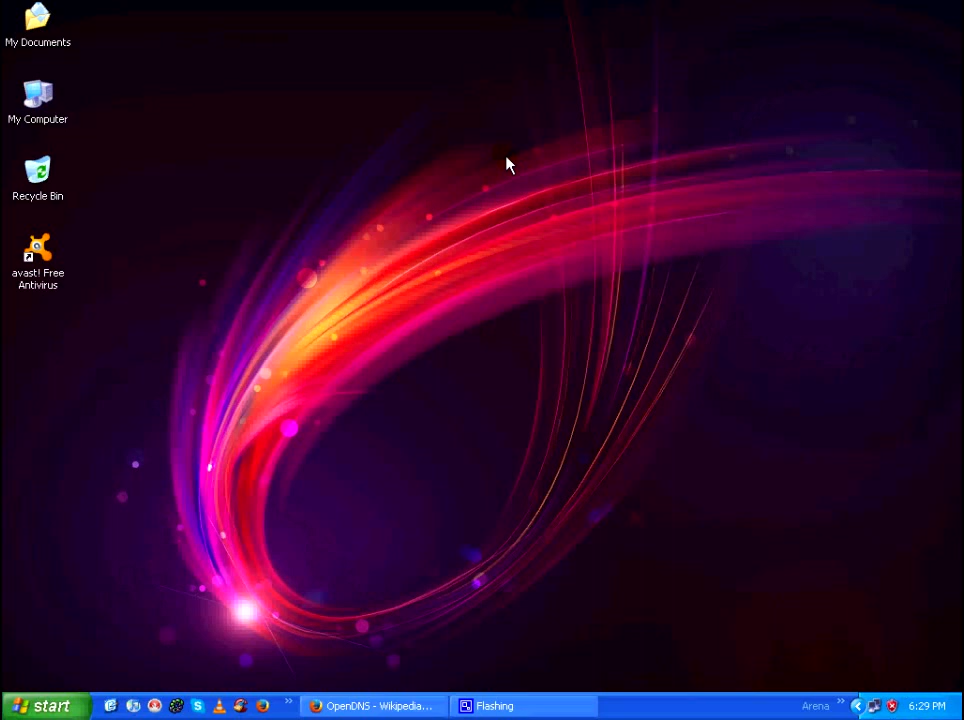 My Documents
My Computer
Recycle Bin
avast! Free
Antivirus
start
OpenDNS - Wikipedia...
Flashing
Arena
6:29 PM